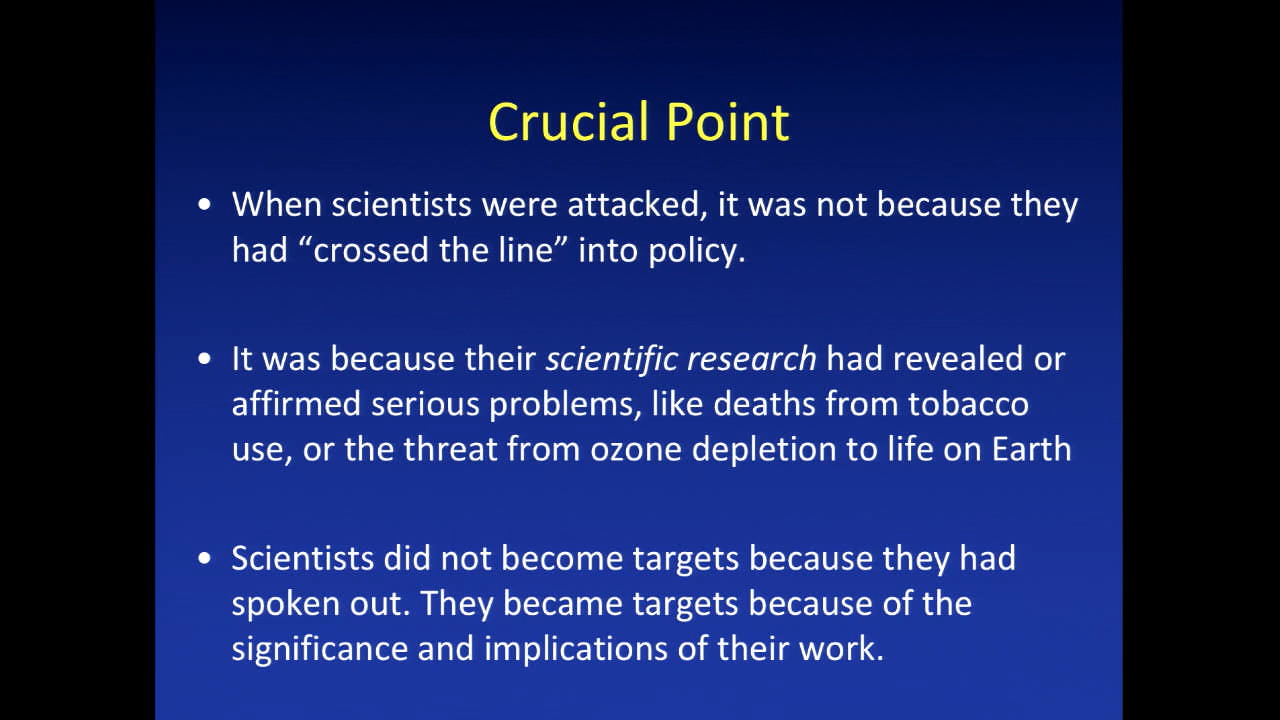 Crucial Point
• When scientists were attacked, it was not because they
had “crossed the line” into policy.
• It was because their scientific research had revealed or
affirmed serious problems, like deaths from tobacco
use, or the threat from ozone depletion to life on Earth
• Scientists did not become targets because they had
spoken out. They became targets because of the
significance and implications of their work.